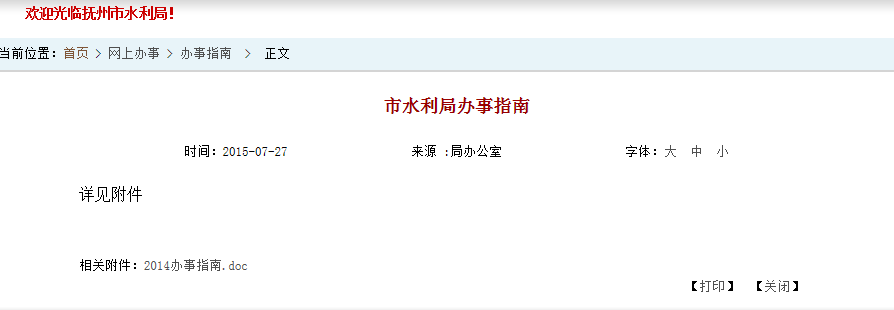 欢迎光临抚州市水利局!
当前位置：首页 > 网上办事 > 办事指南 > 正文
市水利局办事指南
时间：2015-07-27 来源 :局办公室 字体：大 中 小
详见附件
相关附件：2014办事指南.doc
【打印】 【关闭】